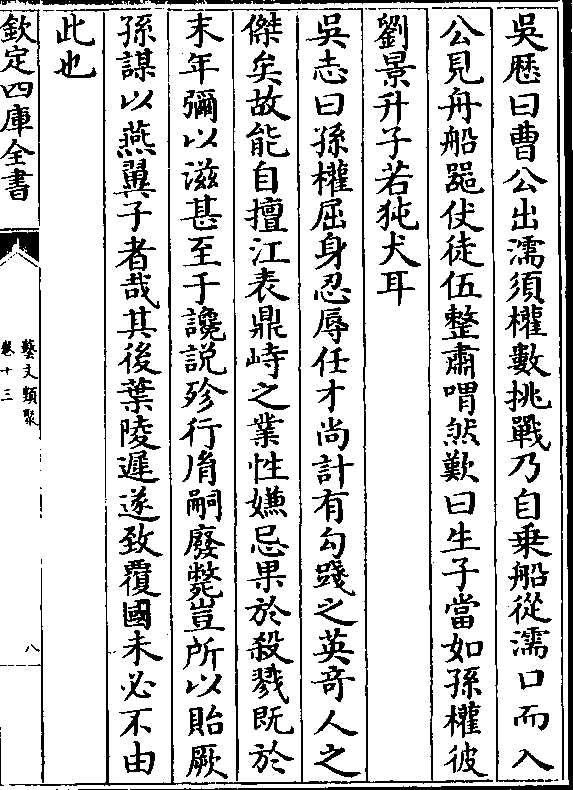 吳厯曰曹公出濡須權數挑戰乃自乗船從濡口而入
公見舟船噐仗徒伍整肅喟然歎曰生子當如孫權彼
劉景升子若㹠犬耳
吳志曰孫權屈身忍辱任才尚計有勾踐之英竒人之
傑矣故能自擅江表鼎峙之業性嫌忌果於殺戮既於
末年彌以滋甚至于讒説殄行𦙍嗣廢斃豈所以貽厥
孫謀以燕翼子者哉其後葉陵遲遂致覆國未必不由
此也
欽定四庫全書
藝文類聚
卷十三
八